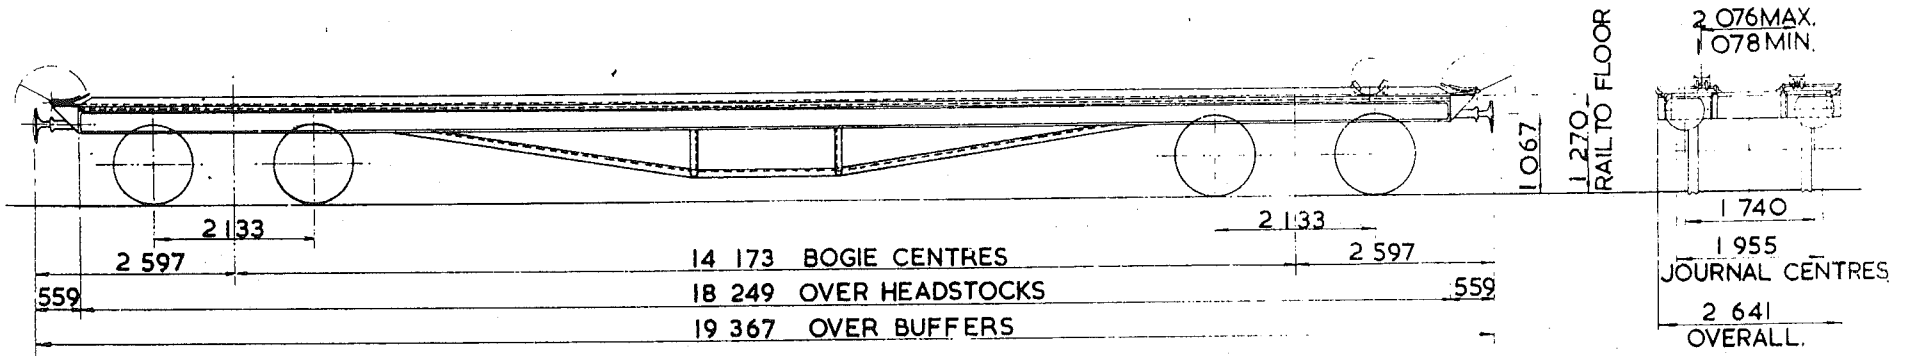 2 076 MAX.
1 078 MIN.
1 067
1 270
RAIL TO FLOOR
2 133
2 133
1 740
2 597
14 173 BOGIE CENTRES
2 597
1 955
JOURNAL CENTRES
559
18 249 OVER HEADSTOCKS
559
19 367 OVER BUFFERS
2 641
OVERALL.